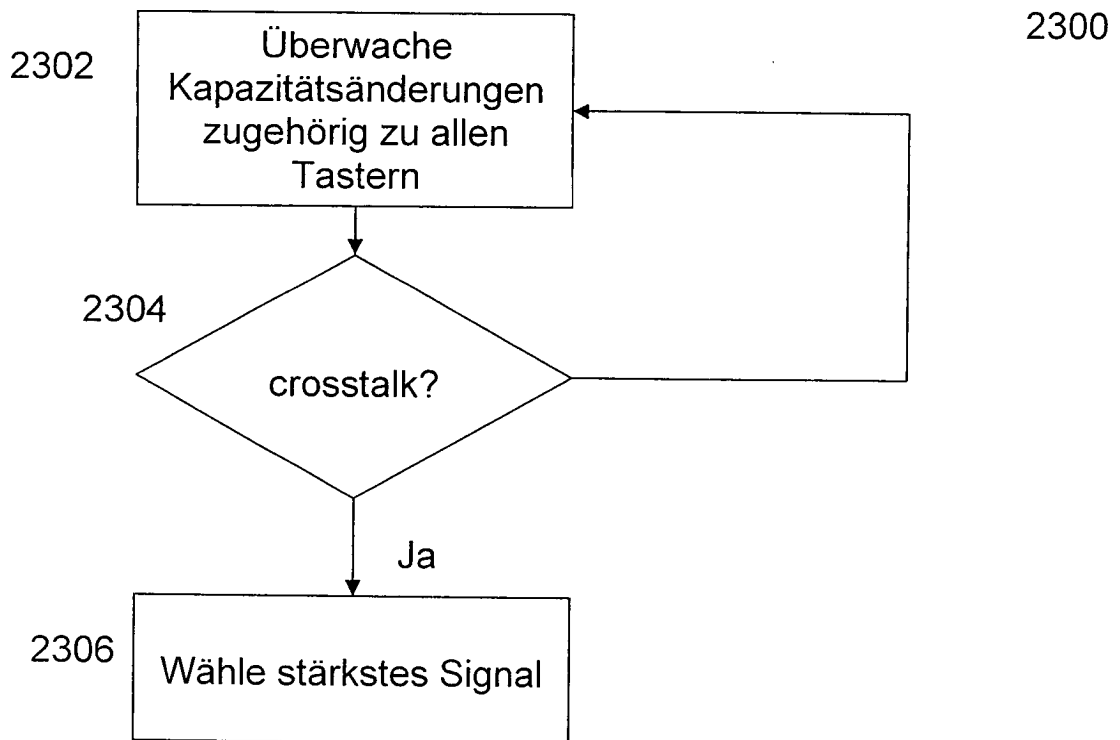 2300
2302
Überwache
Kapazitätsänderungen
zugehörig zu allen
Tastern
2304
crosstalk?
Ja
2306
Wähle stärkstes Signal